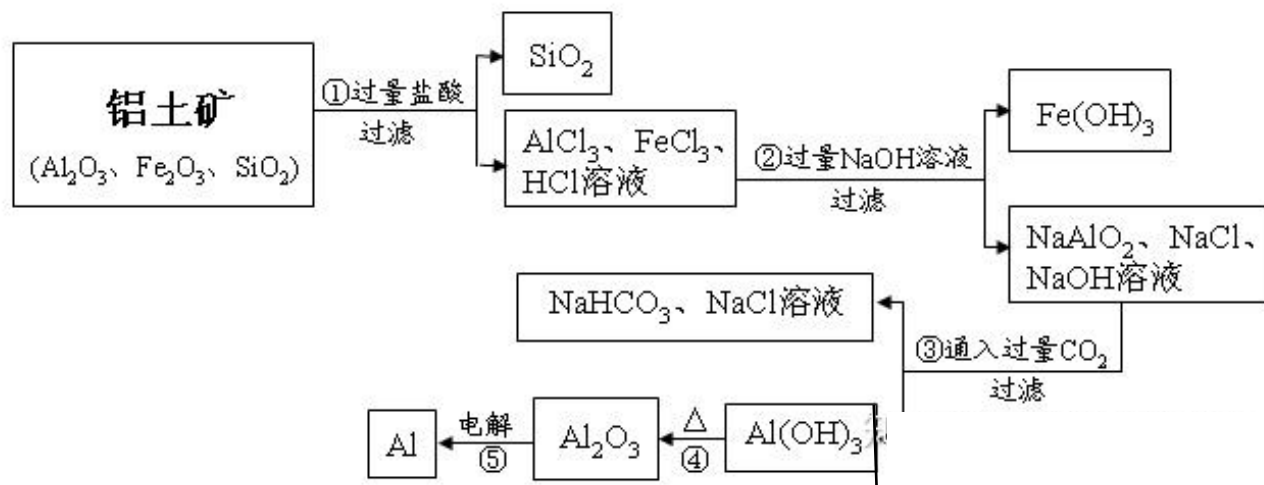 SiO₂
①过量盐酸
过滤
铝土矿
(Al₂O₃、Fe₂O₃、SiO₂)
AlCl₃、FeCl₃、
HCl溶液
②过量NaOH溶液
过滤
Fe(OH)₃
NaAlO₂、NaCl、
NaOH溶液
NaHCO₃、NaCl溶液
③通入过量CO₂
过滤
Al
电解
⑤
Al₂O₃
△
④
Al(OH)₃